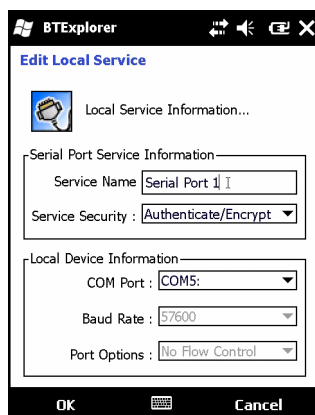 BTExplorer
Edit Local Service
Local Service Information...
Serial Port Service Information
Service Name Serial Port 1
Service Security : Authenticate/Encrypt
Local Device Information
COM Port : COM5:
Baud Rate : 57600
Port Options : No Flow Control
OK Cancel